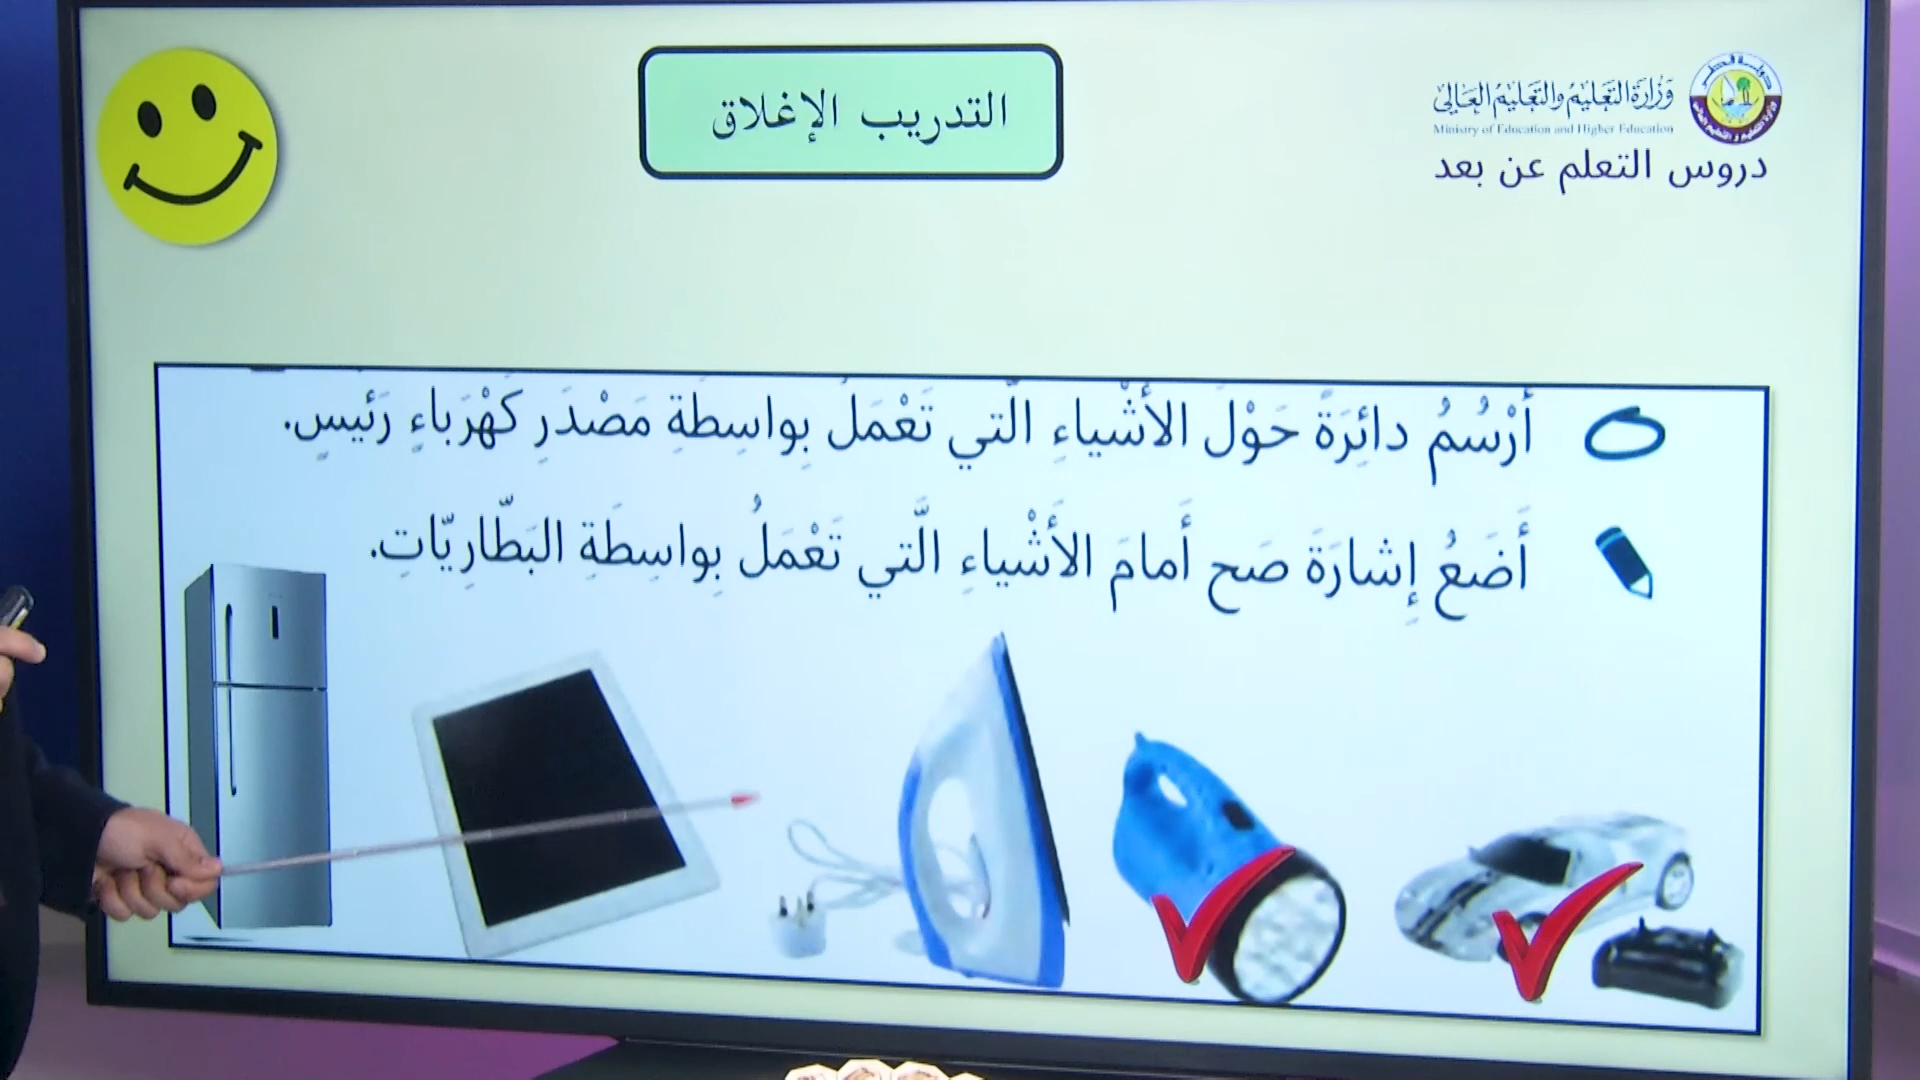 التدريب الإغلاق
وزارة التعليم والتعليم العالي
Ministry of Education and Higher Education
دروس التعلم عن بعد
أَرْسُمُ دائِرَةً حَوْلَ الأَشْياءِ الَّتي تَعْمَلُ بِواسِطَةِ مَصْدَرِ كَهْرَباءٍ رَئيسٍ.
أَضَعُ إِشارَةَ صَح أَمامَ الأَشْياءِ الَّتي تَعْمَلُ بِواسِطَةِ البَطّارِيّاتِ.